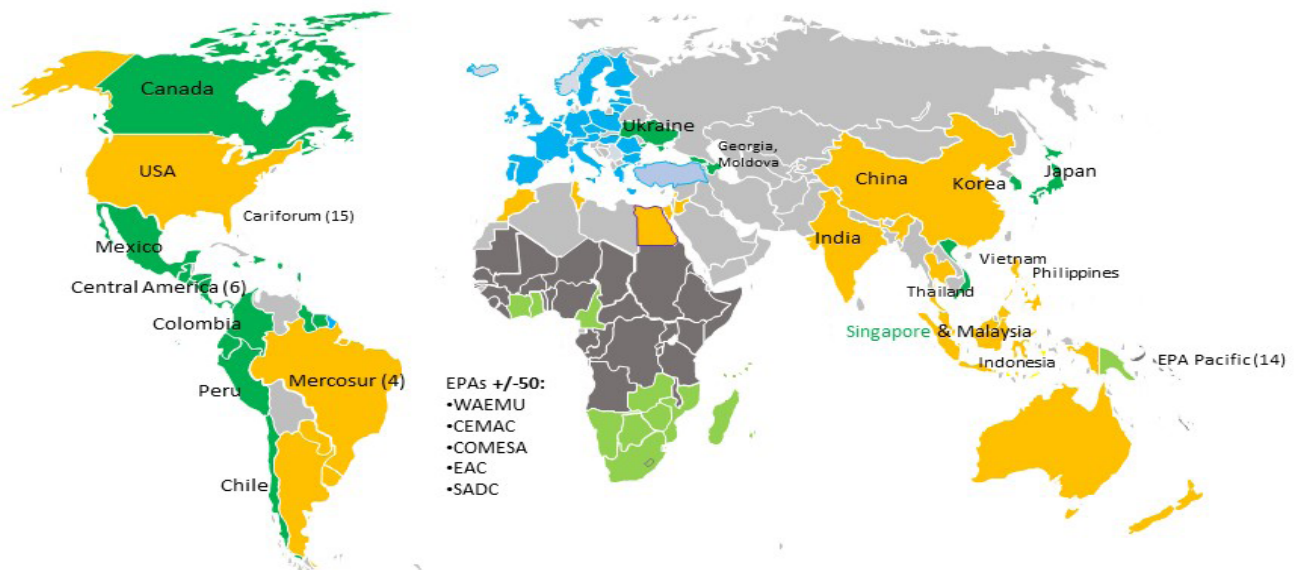 Canada
USA
Cariforum (15)
Mexico
Central America (6)
Colombia
Peru
Mercosur (4)
Chile
Ukraine
Georgia,
Moldova
China
Korea
Japan
India
Vietnam
Philippines
Thailand
Singapore & Malaysia
Indonesia
EPA Pacific (14)
EPAs +/-50:
•WAEMU
•CEMAC
•COMESA
•EAC
•SADC